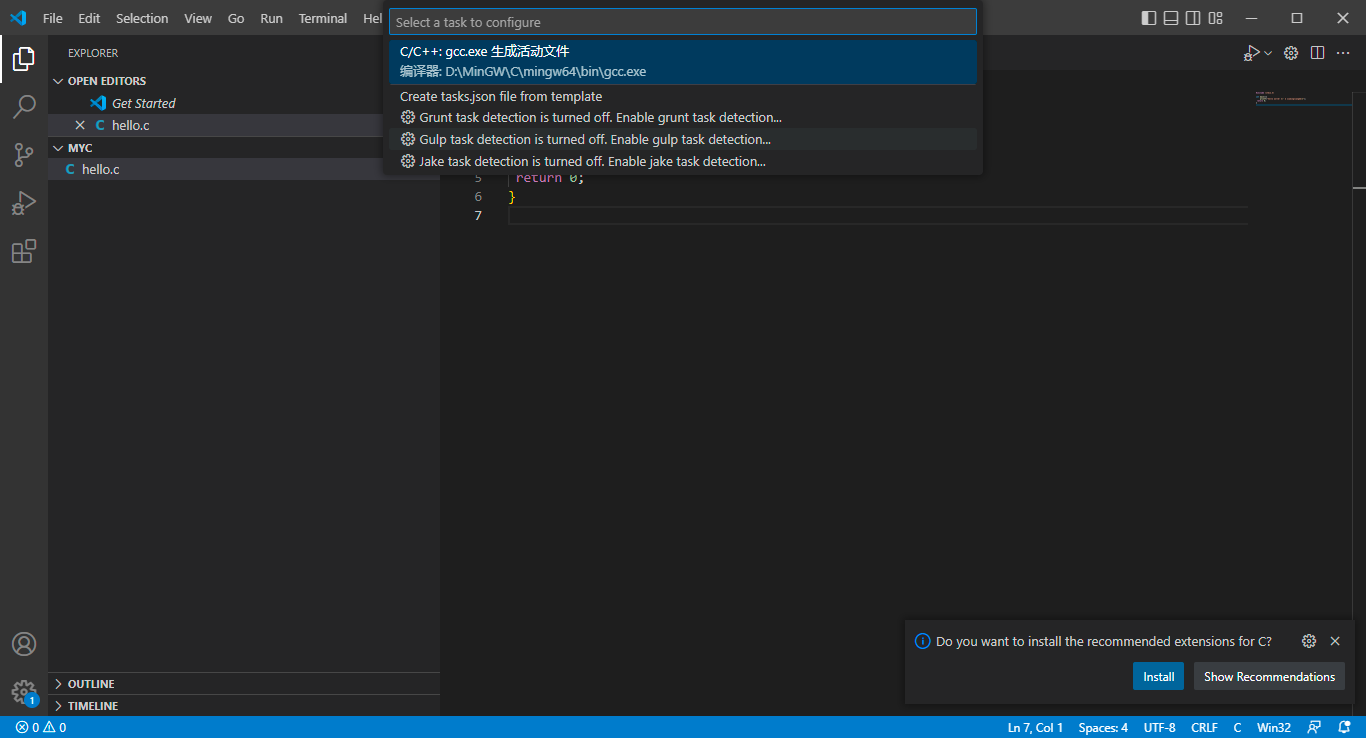 File Edit Selection View Go Run Terminal Hel
Select a task to configure
C/C++: gcc.exe 生成活动文件
编译器: D:\MinGW\C\mingw64\bin\gcc.exe
Create tasks.json file from template
Grunt task detection is turned off. Enable grunt task detection...
Gulp task detection is turned off. Enable gulp task detection...
Jake task detection is turned off. Enable jake task detection...
EXPLORER
OPEN EDITORS
Get Started
C hello.c
MYC
C hello.c
5 return 0;
6 }
7
Do you want to install the recommended extensions for C?
Install Show Recommendations
OUTLINE
1
TIMELINE
0 0 Ln 7, Col 1 Spaces: 4 UTF-8 CRLF C Win32